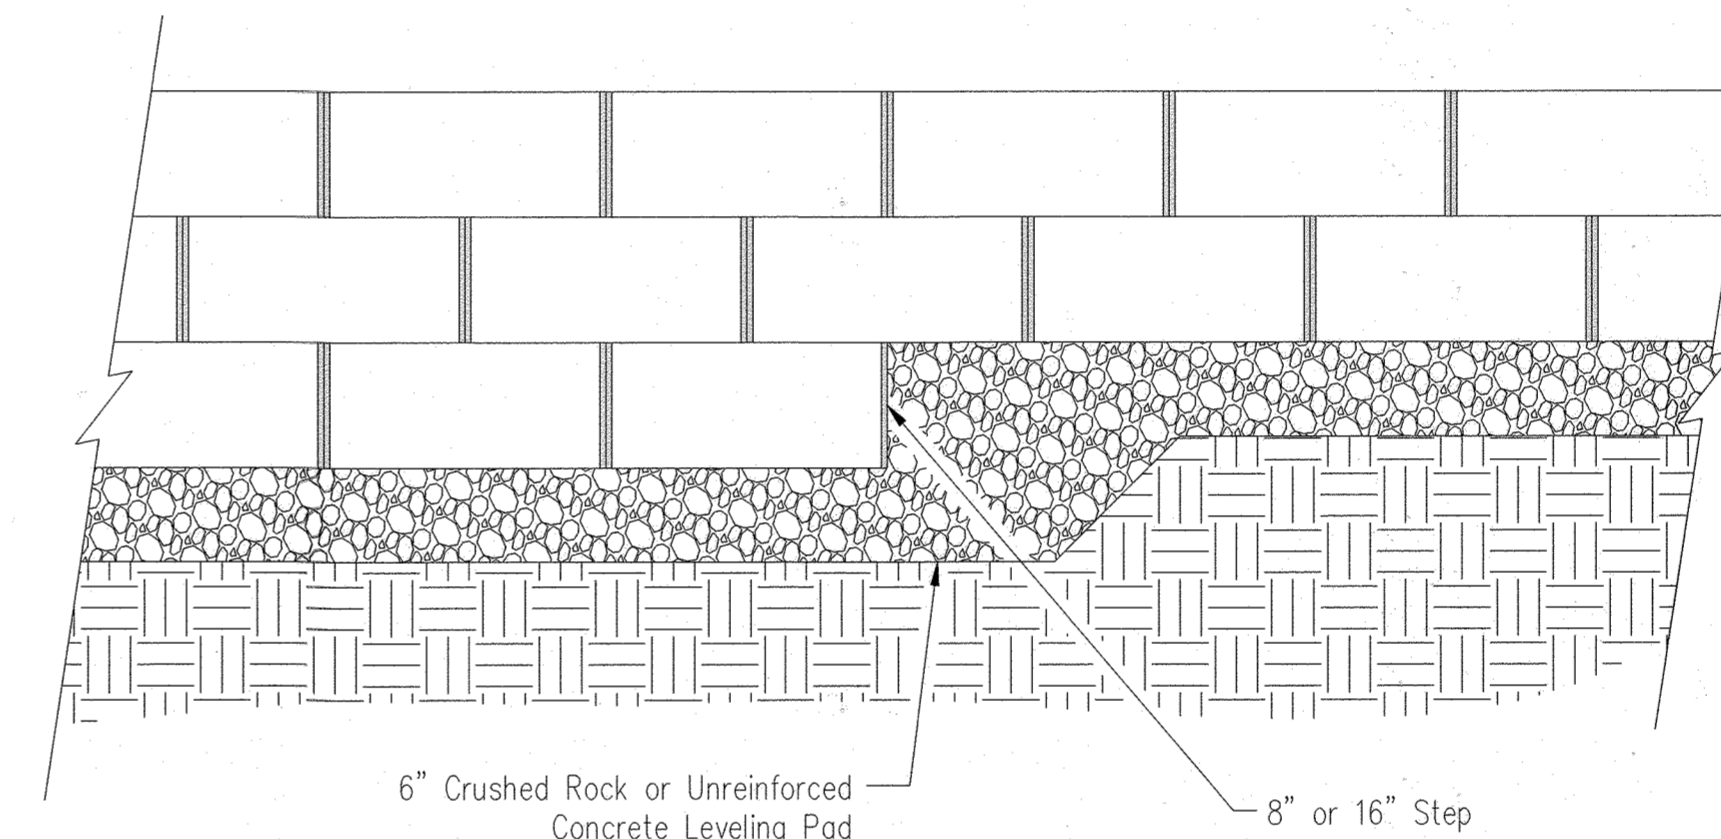 6” Crushed Rock or Unreinforced
Concrete Leveling Pad
8” or 16” Step